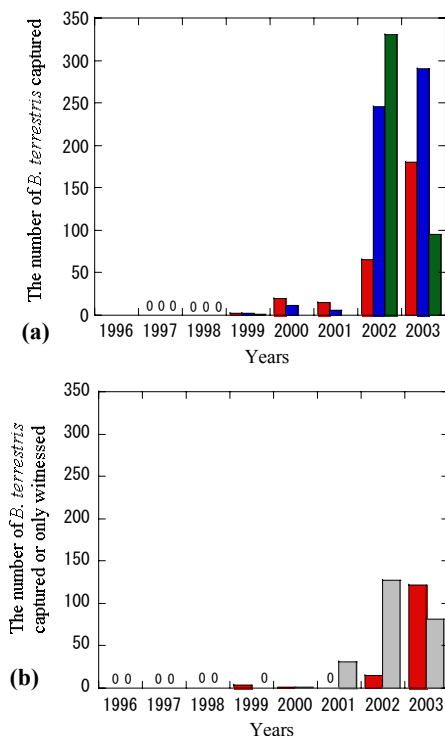 350
300
250
200
150
100
50
0
The number of B. terrestris captured
0 0 0 0 0 0
1996 1997 1998 1999 2000 2001 2002 2003
(a)
Years
350
300
250
200
150
100
50
0
The number of B. terrestris
captured or only witnessed
0 0 0 0 0 0 0 0
1996 1997 1998 1999 2000 2001 2002 2003
(b)
Years